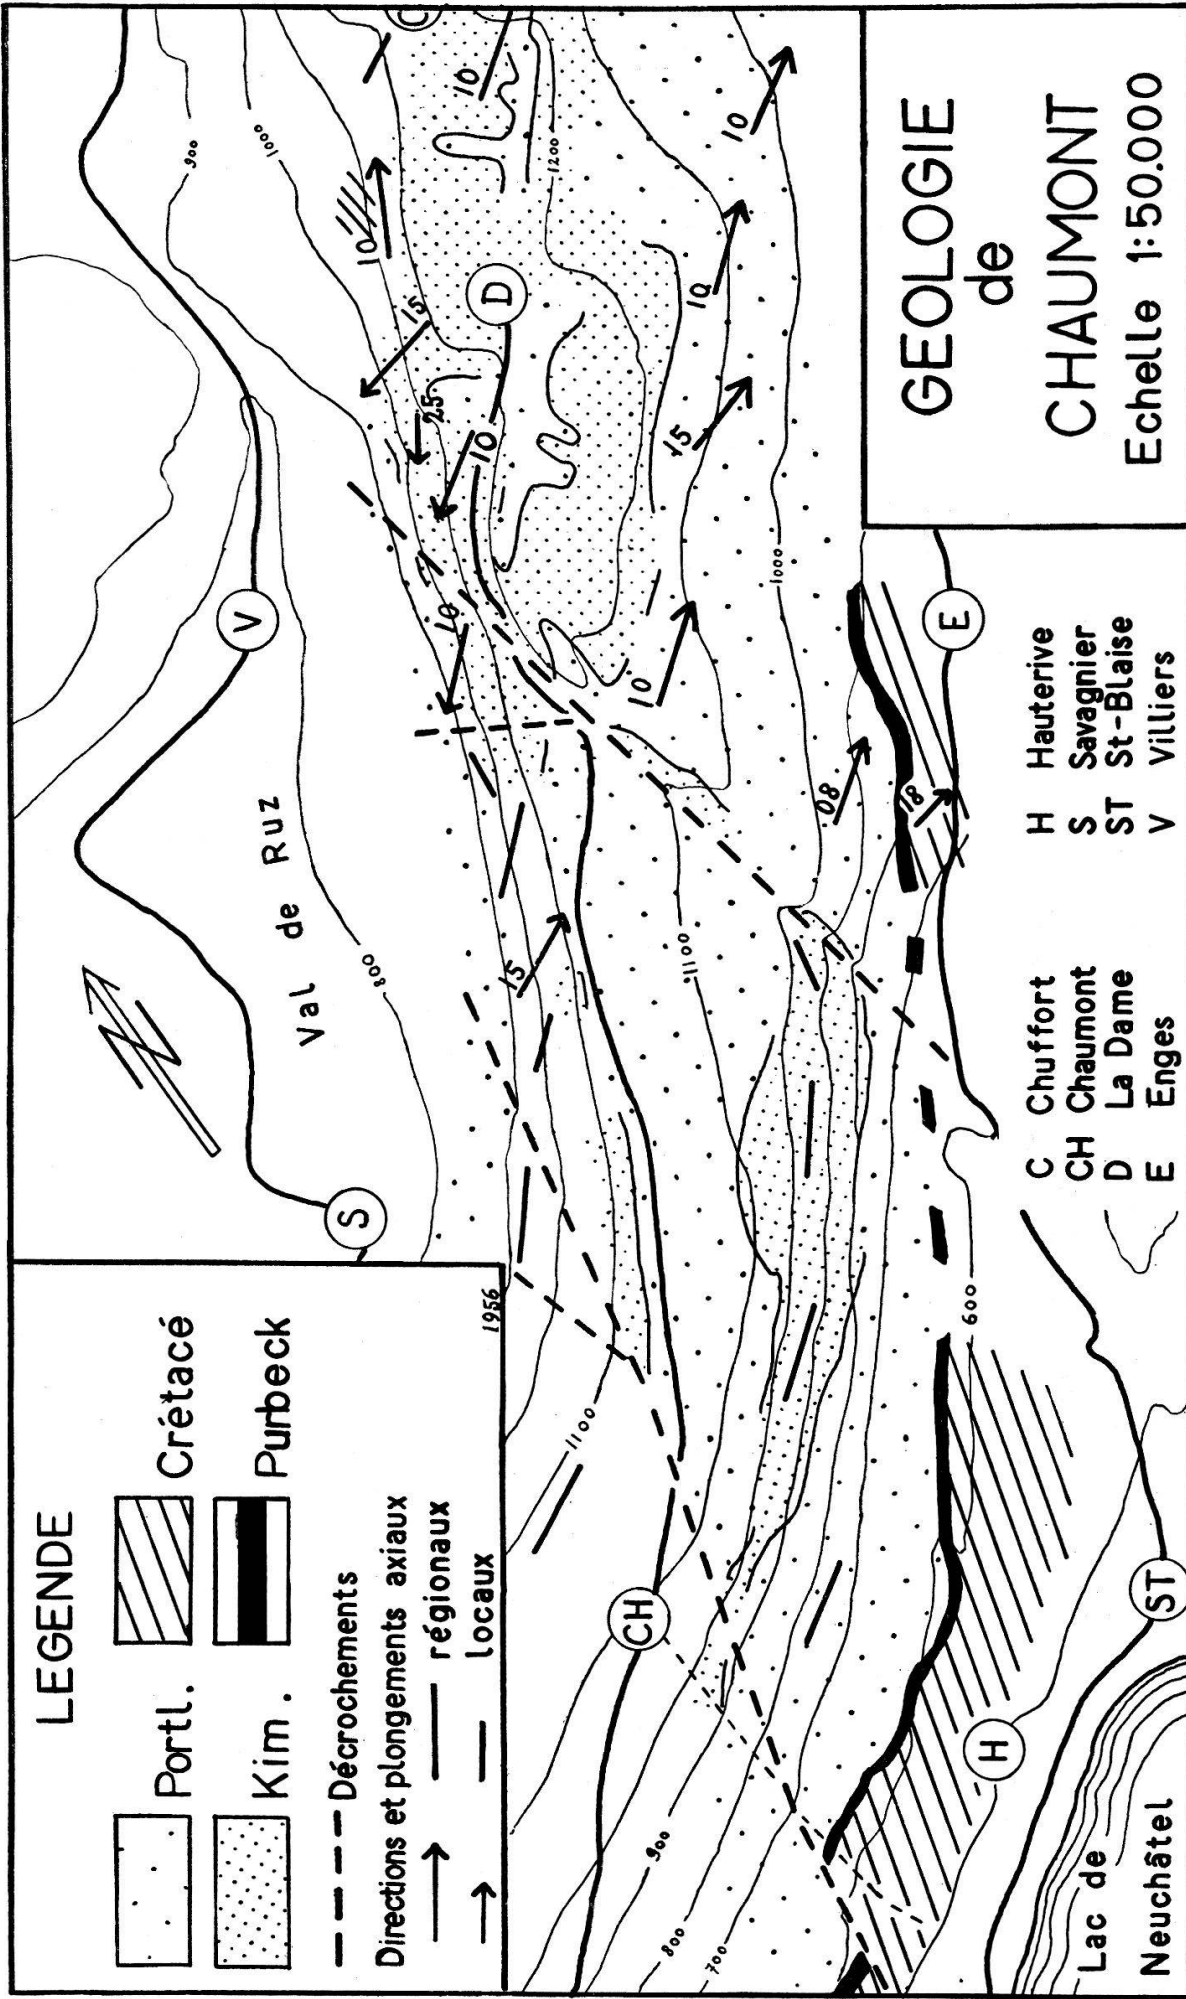 LEGENDE
Portl.
Crétacé
Kim.
Purbeck
Décrochements
Directions et plongements axiaux
régionaux
locaux
1956
GEOLOGIE
de
CHAUMONT
Echelle 1:50.000
C Chuffort
CH Chaumont
D La Dame
E Enges
H Hauterive
S Savagnier
ST St-Blaise
V Villiers
Val de Ruz
Lac de
Neuchâtel
S
V
C
D
CH
E
H
ST
N
800
900
1000
1200
1100
1000
1100
900
800
700
600
10
10
10
15
25
10
10
10
15
10
15
08
18